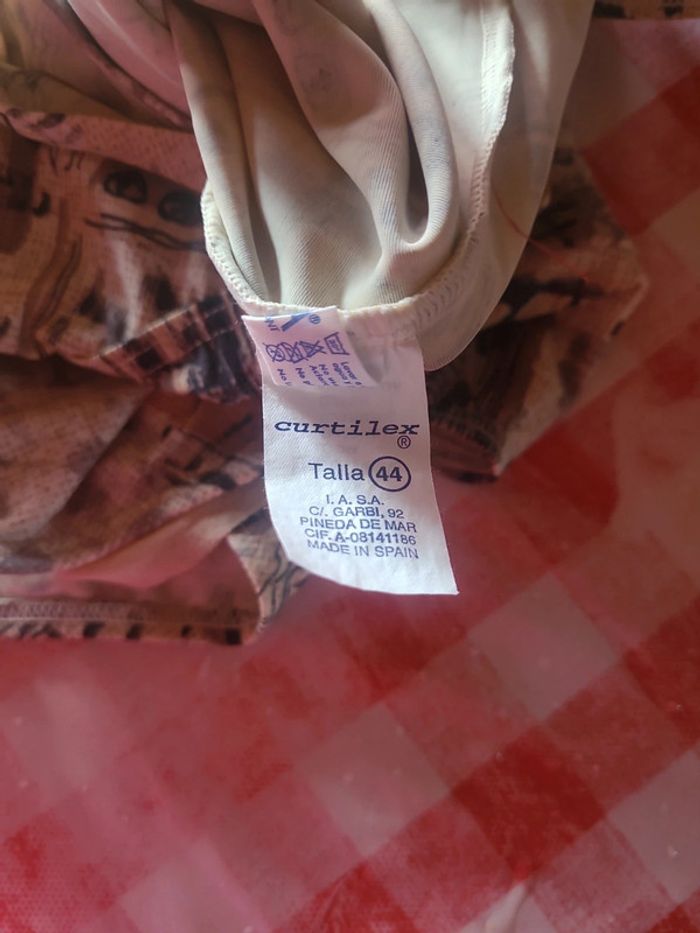 curtilex
®
Talla 44
I. A. S.A.
C/. GARBI, 92
PINEDA DE MAR
CIF. A-08141186
MADE IN SPAIN